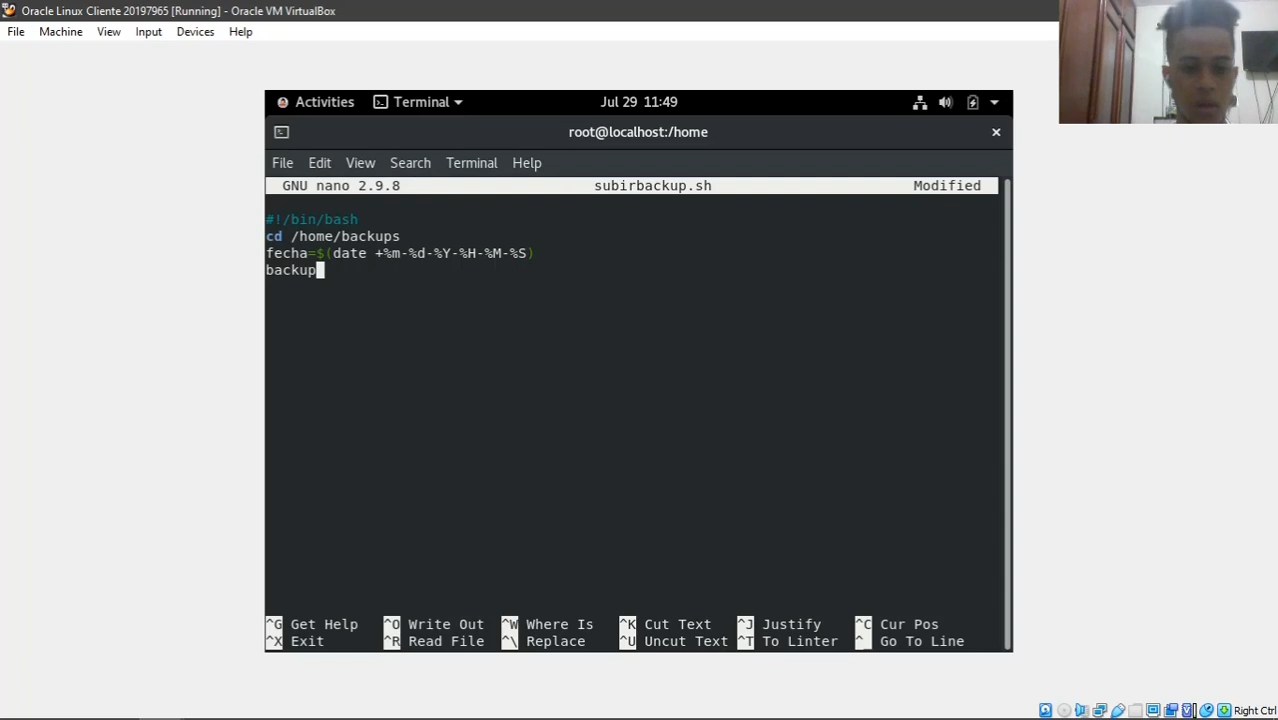 Oracle Linux Cliente 20197965 [Running] - Oracle VM VirtualBox
File Machine View Input Devices Help
Activities Terminal Jul 29 11:49
root@localhost:/home ×
File Edit View Search Terminal Help
GNU nano 2.9.8 subirbackup.sh Modified
#!/bin/bash
cd /home/backups
fecha=$(date +%m-%d-%Y-%H-%M-%S)
backup
^G Get Help ^O Write Out ^W Where Is ^K Cut Text ^J Justify ^C Cur Pos
^X Exit ^R Read File ^\ Replace ^U Uncut Text ^T To Linter ^_ Go To Line
Right Ctrl